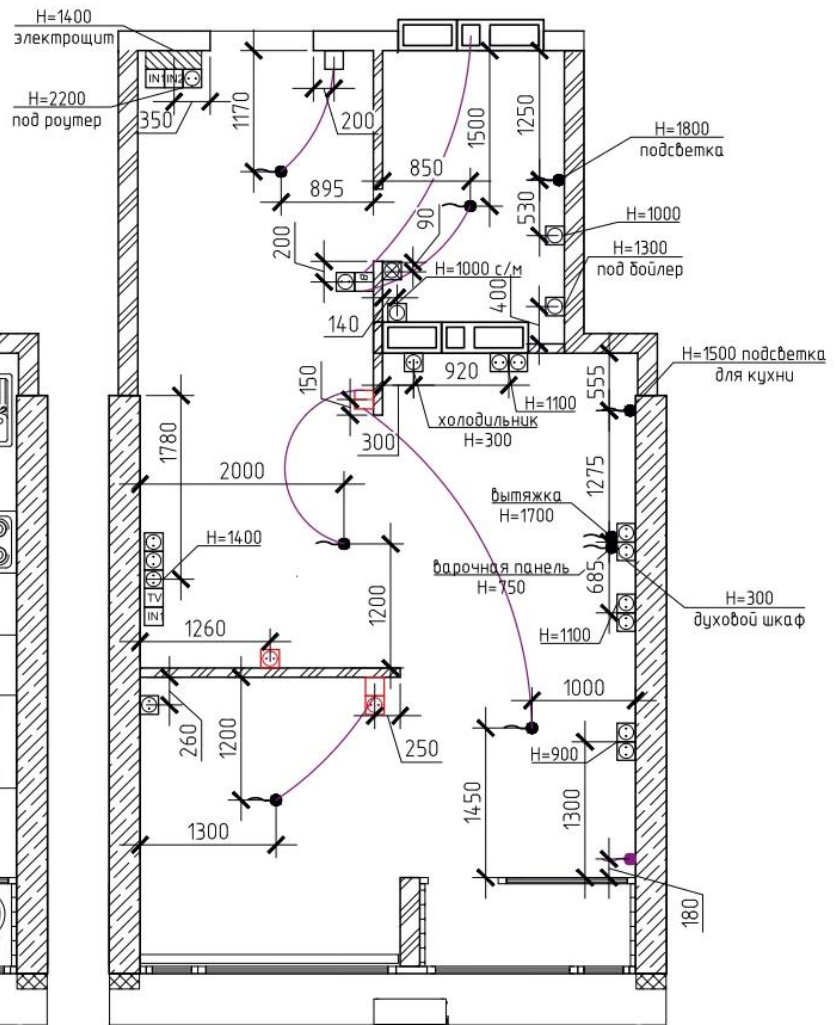 H=1400
электрощит
IN1 IN2
H=2200
под роутер
350
1170
200
895
850
1500
1250
H=1800
подсветка
530
H=1000
H=1300
под бойлер
90
200
B
H=1000 с/м
400
140
H=1500 подсветка
для кухни
920
555
150
300
H=1100
холодильник
H=300
1780
2000
1275
вытяжка
H=1700
H=1400
варочная панель
H=750
685
H=300
духовой шкаф
TV
IN1
1200
H=1100
1260
1000
260
1200
250
H=900
1450
1300
1300
180